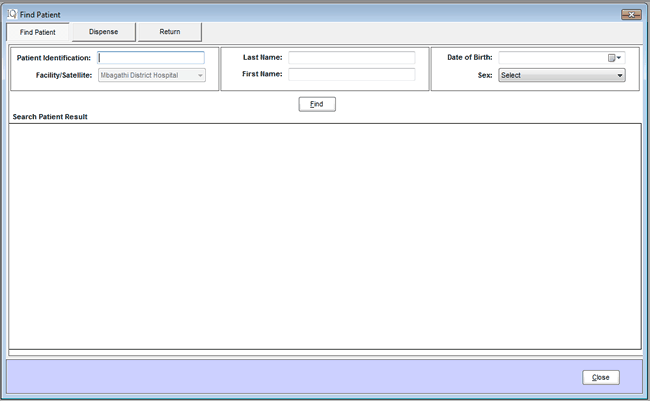 IQ Find Patient
Find Patient Dispense Return
Patient Identification: Last Name: Date of Birth:
Facility/Satellite: Mbagathi District Hospital First Name: Sex: Select
Find
Search Patient Result
Close